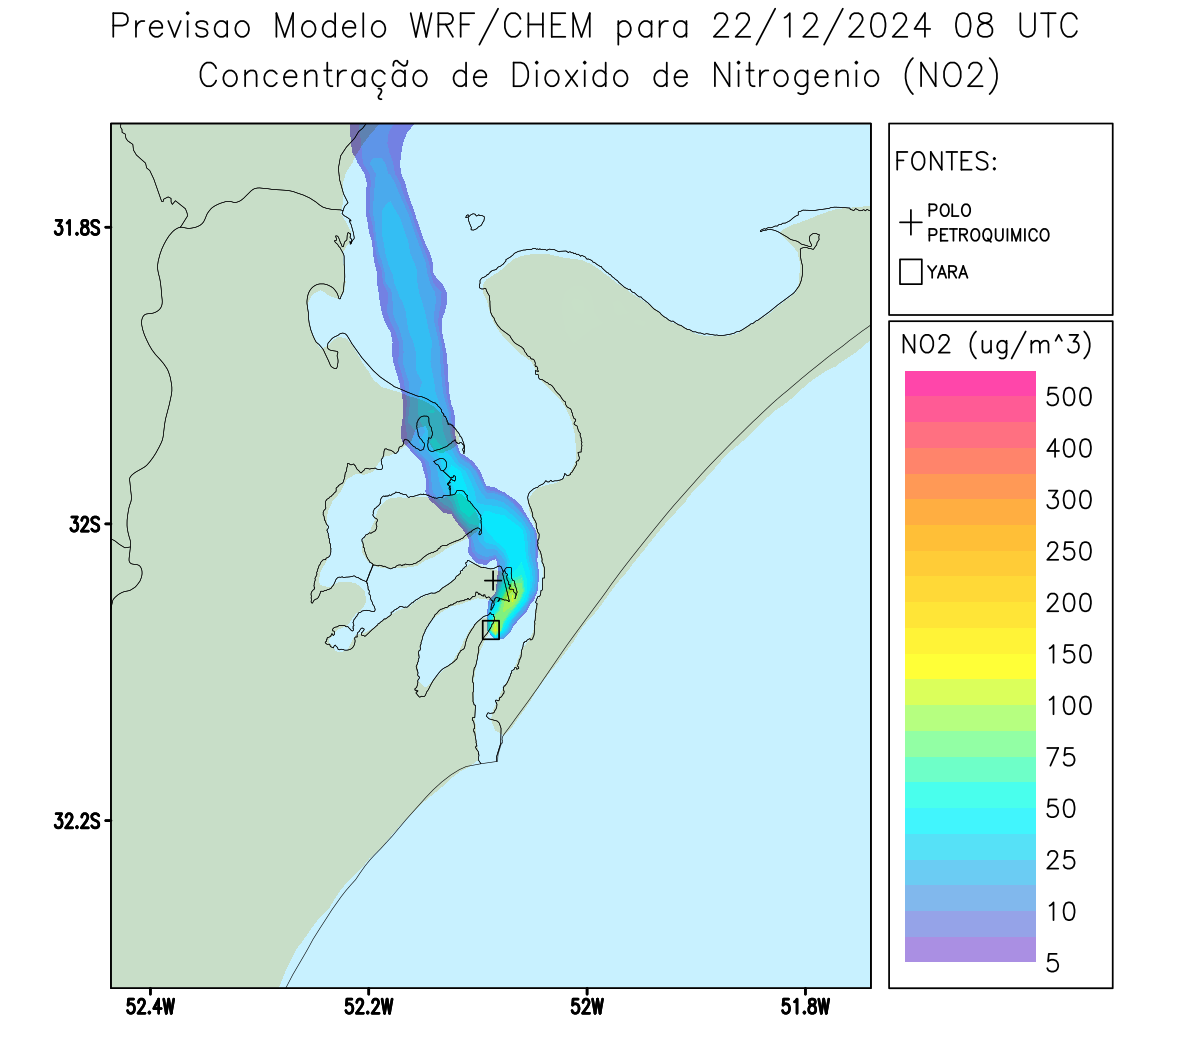 Previsao Modelo WRF/CHEM para 22/12/2024 08 UTC
Concentração de Dioxido de Nitrogenio (NO2)
FONTES:
POLO
PETROQUIMICO
YARA
NO2 (ug/m^3)
500
400
300
250
200
150
100
75
50
25
10
5
31.8S
32S
32.2S
52.4W
52.2W
52W
51.8W